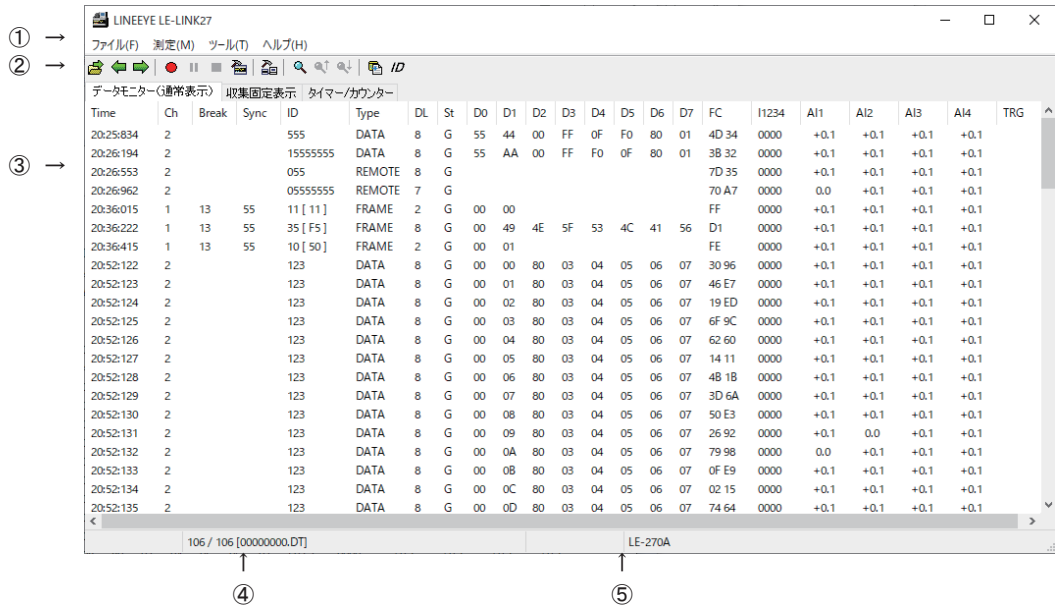 LINEEYE LE-LINK27
① → ファイル(F) 測定(M) ツール(T) ヘルプ(H)
② → ID
データモニター(通常表示) 収集固定表示 タイマー/カウンター
Time Ch Break Sync ID Type DL St D0 D1 D2 D3 D4 D5 D6 D7 FC I1234 AI1 AI2 AI3 AI4 TRG
20:25:834 2 555 DATA 8 G 55 44 00 FF 0F F0 80 01 4D 34 0000 +0.1 +0.1 +0.1 +0.1
20:26:194 2 15555555 DATA 8 G 55 AA 00 FF F0 0F 80 01 3B 32 0000 +0.1 +0.1 +0.1 +0.1
③ → 20:26:553 2 055 REMOTE 8 G 7D 35 0000 +0.1 +0.1 +0.1 +0.1
20:26:962 2 05555555 REMOTE 7 G 70 A7 0000 0.0 +0.1 +0.1 +0.1
20:36:015 1 13 55 11 [ 11 ] FRAME 2 G 00 00 FF 0000 +0.1 +0.1 +0.1 +0.1
20:36:222 1 13 55 35 [ F5 ] FRAME 8 G 00 49 4E 5F 53 4C 41 56 D1 0000 +0.1 +0.1 +0.1 +0.1
20:36:415 1 13 55 10 [ 50 ] FRAME 2 G 00 01 FE 0000 +0.1 +0.1 +0.1 +0.1
20:52:122 2 123 DATA 8 G 00 00 80 03 04 05 06 07 30 96 0000 +0.1 +0.1 +0.1 +0.1
20:52:123 2 123 DATA 8 G 00 01 80 03 04 05 06 07 46 E7 0000 +0.1 +0.1 +0.1 +0.1
20:52:124 2 123 DATA 8 G 00 02 80 03 04 05 06 07 19 ED 0000 +0.1 +0.1 +0.1 +0.1
20:52:125 2 123 DATA 8 G 00 03 80 03 04 05 06 07 6F 9C 0000 +0.1 +0.1 +0.1 +0.1
20:52:126 2 123 DATA 8 G 00 04 80 03 04 05 06 07 62 60 0000 +0.1 +0.1 +0.1 +0.1
20:52:127 2 123 DATA 8 G 00 05 80 03 04 05 06 07 14 11 0000 +0.1 +0.1 +0.1 +0.1
20:52:128 2 123 DATA 8 G 00 06 80 03 04 05 06 07 4B 1B 0000 +0.1 +0.1 +0.1 +0.1
20:52:129 2 123 DATA 8 G 00 07 80 03 04 05 06 07 3D 6A 0000 +0.1 +0.1 +0.1 +0.1
20:52:130 2 123 DATA 8 G 00 08 80 03 04 05 06 07 50 E3 0000 +0.1 +0.1 +0.1 +0.1
20:52:131 2 123 DATA 8 G 00 09 80 03 04 05 06 07 26 92 0000 +0.1 0.0 +0.1 +0.1
20:52:132 2 123 DATA 8 G 00 0A 80 03 04 05 06 07 79 98 0000 0.0 +0.1 +0.1 +0.1
20:52:133 2 123 DATA 8 G 00 0B 80 03 04 05 06 07 0F E9 0000 +0.1 +0.1 +0.1 +0.1
20:52:134 2 123 DATA 8 G 00 0C 80 03 04 05 06 07 02 15 0000 +0.1 +0.1 +0.1 +0.1
20:52:135 2 123 DATA 8 G 00 0D 80 03 04 05 06 07 74 64 0000 +0.1 +0.1 +0.1 +0.1
106 / 106 [00000000.DT] LE-270A
↑ ↑
④ ⑤